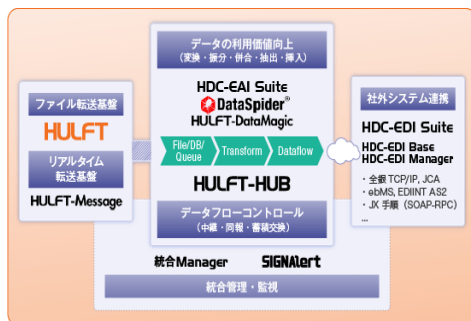 ファイル転送基盤
HULFT
リアルタイム
転送基盤
HULFT-Message
データの利用価値向上
(変換・振分・併合・抽出・挿入)
HDC-EAI Suite
DataSpider®
HULFT-DataMagic
File/DB/
Queue
Transform
Dataflow
HULFT-HUB
データフローコントロール
(中継・同報・蓄積交換)
社外システム連携
HDC-EDI Suite
HDC-EDI Base
HDC-EDI Manager
・全銀 TCP/IP, JCA
・ebMS, EDIINT AS2
・JX 手順 (SOAP-RPC)
...
統合Manager
SIGNAlert
統合管理・監視